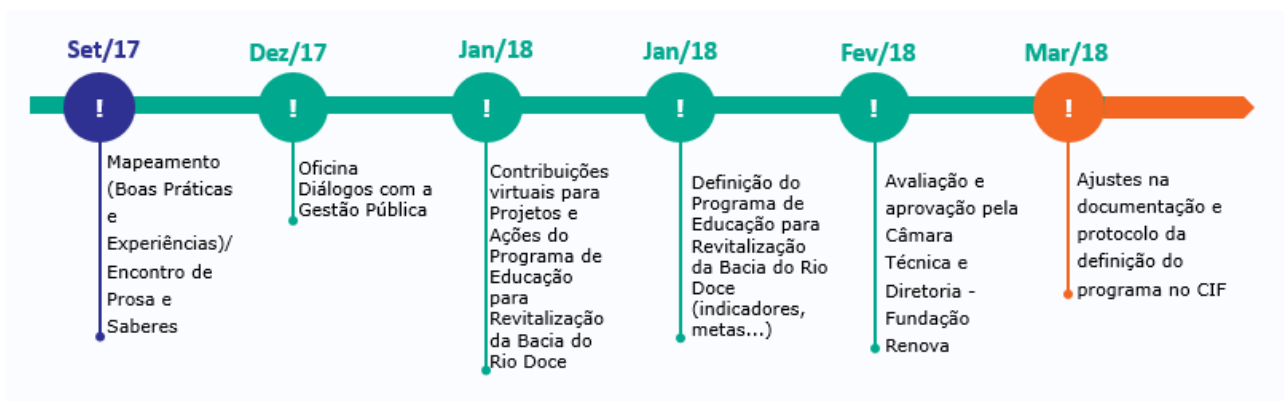 Set/17
!
Mapeamento
(Boas Práticas
e
Experiências)/
Encontro de
Prosa e
Saberes
Dez/17
!
Oficina
Diálogos com a
Gestão Pública
Jan/18
!
Contribuições
virtuais para
Projetos e
Ações do
Programa de
Educação
para
Revitalização
da Bacia do
Rio Doce
Jan/18
!
Definição do
Programa de
Educação para
Revitalização
da Bacia do Rio
Doce
(indicadores,
metas...)
Fev/18
!
Avaliação e
aprovação pela
Câmara
Técnica e
Diretoria -
Fundação
Renova
Mar/18
!
Ajustes na
documentação e
protocolo da
definição do
programa no CIF